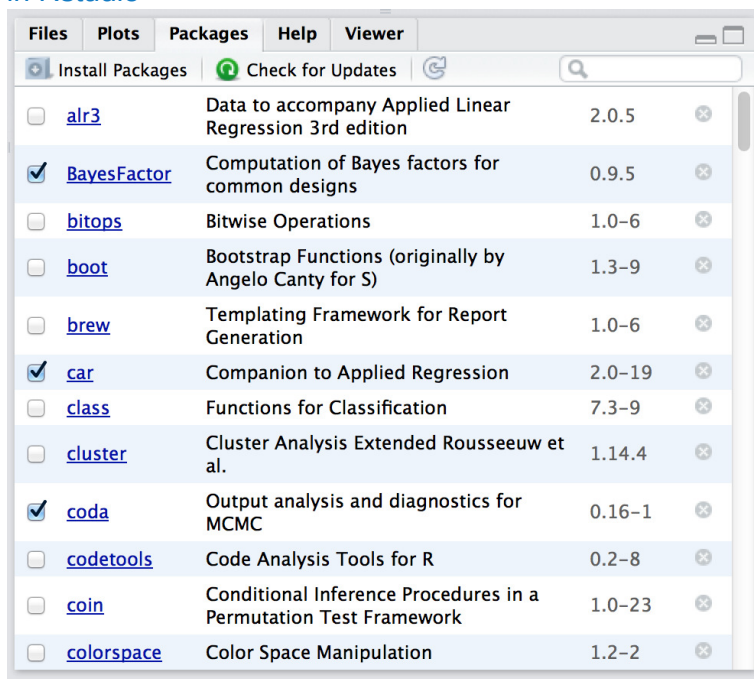 Files Plots Packages Help Viewer
Install Packages Check for Updates
alr3 Data to accompany Applied Linear 2.0.5
Regression 3rd edition
BayesFactor Computation of Bayes factors for 0.9.5
common designs
bitops Bitwise Operations 1.0-6
boot Bootstrap Functions (originally by 1.3-9
Angelo Canty for S)
brew Templating Framework for Report 1.0-6
Generation
car Companion to Applied Regression 2.0-19
class Functions for Classification 7.3-9
cluster Cluster Analysis Extended Rousseeuw et 1.14.4
al.
coda Output analysis and diagnostics for 0.16-1
MCMC
codetools Code Analysis Tools for R 0.2-8
coin Conditional Inference Procedures in a 1.0-23
Permutation Test Framework
colorspace Color Space Manipulation 1.2-2